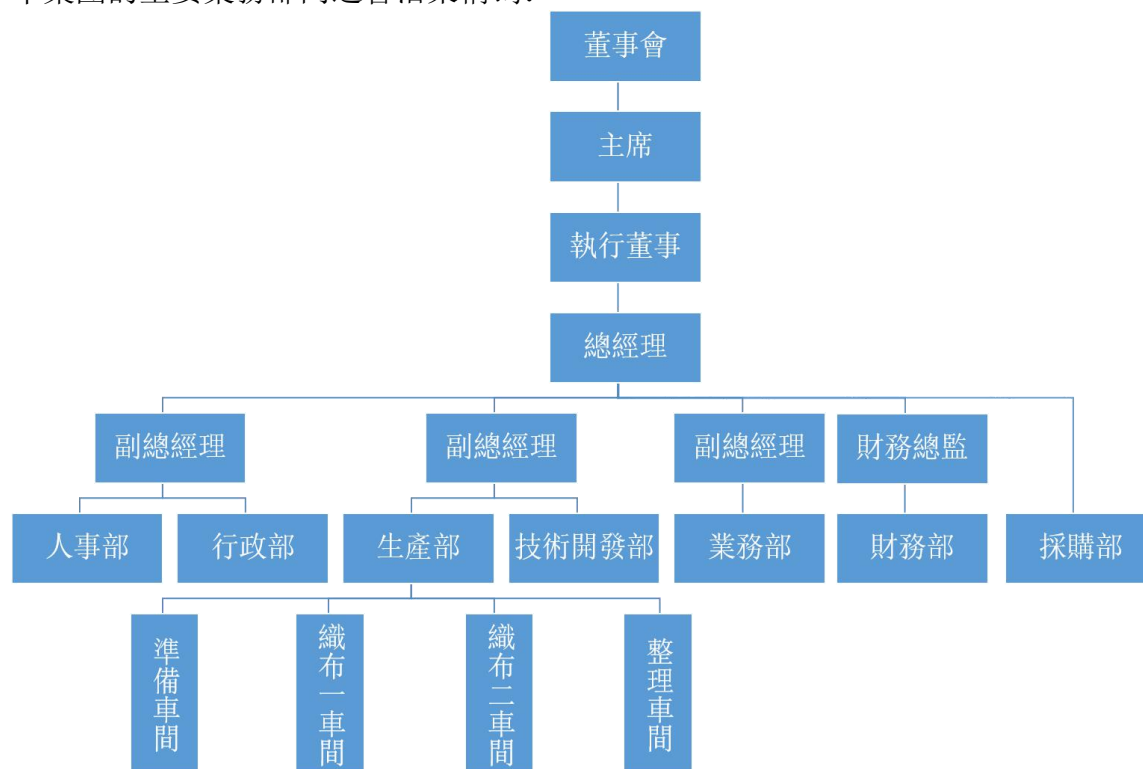 董事會
主席
執行董事
總經理
副總經理
副總經理
副總經理
財務總監
人事部
行政部
生產部
技術開發部
業務部
財務部
採購部
準備車間
織布一車間
織布二車間
整理車間